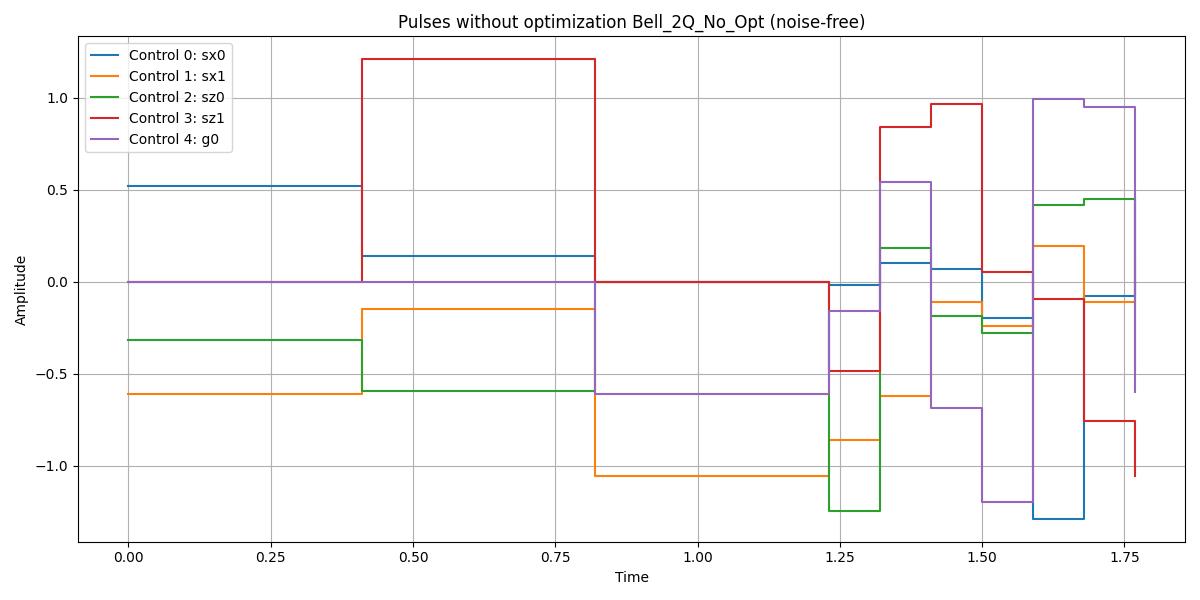 Pulses without optimization Bell_2Q_No_Opt (noise-free)
Control 0: sx0
Control 1: sx1
Control 2: sz0
Control 3: sz1
Control 4: g0
Amplitude
1.0
0.5
0.0
−0.5
−1.0
0.00 0.25 0.50 0.75 1.00 1.25 1.50 1.75
Time